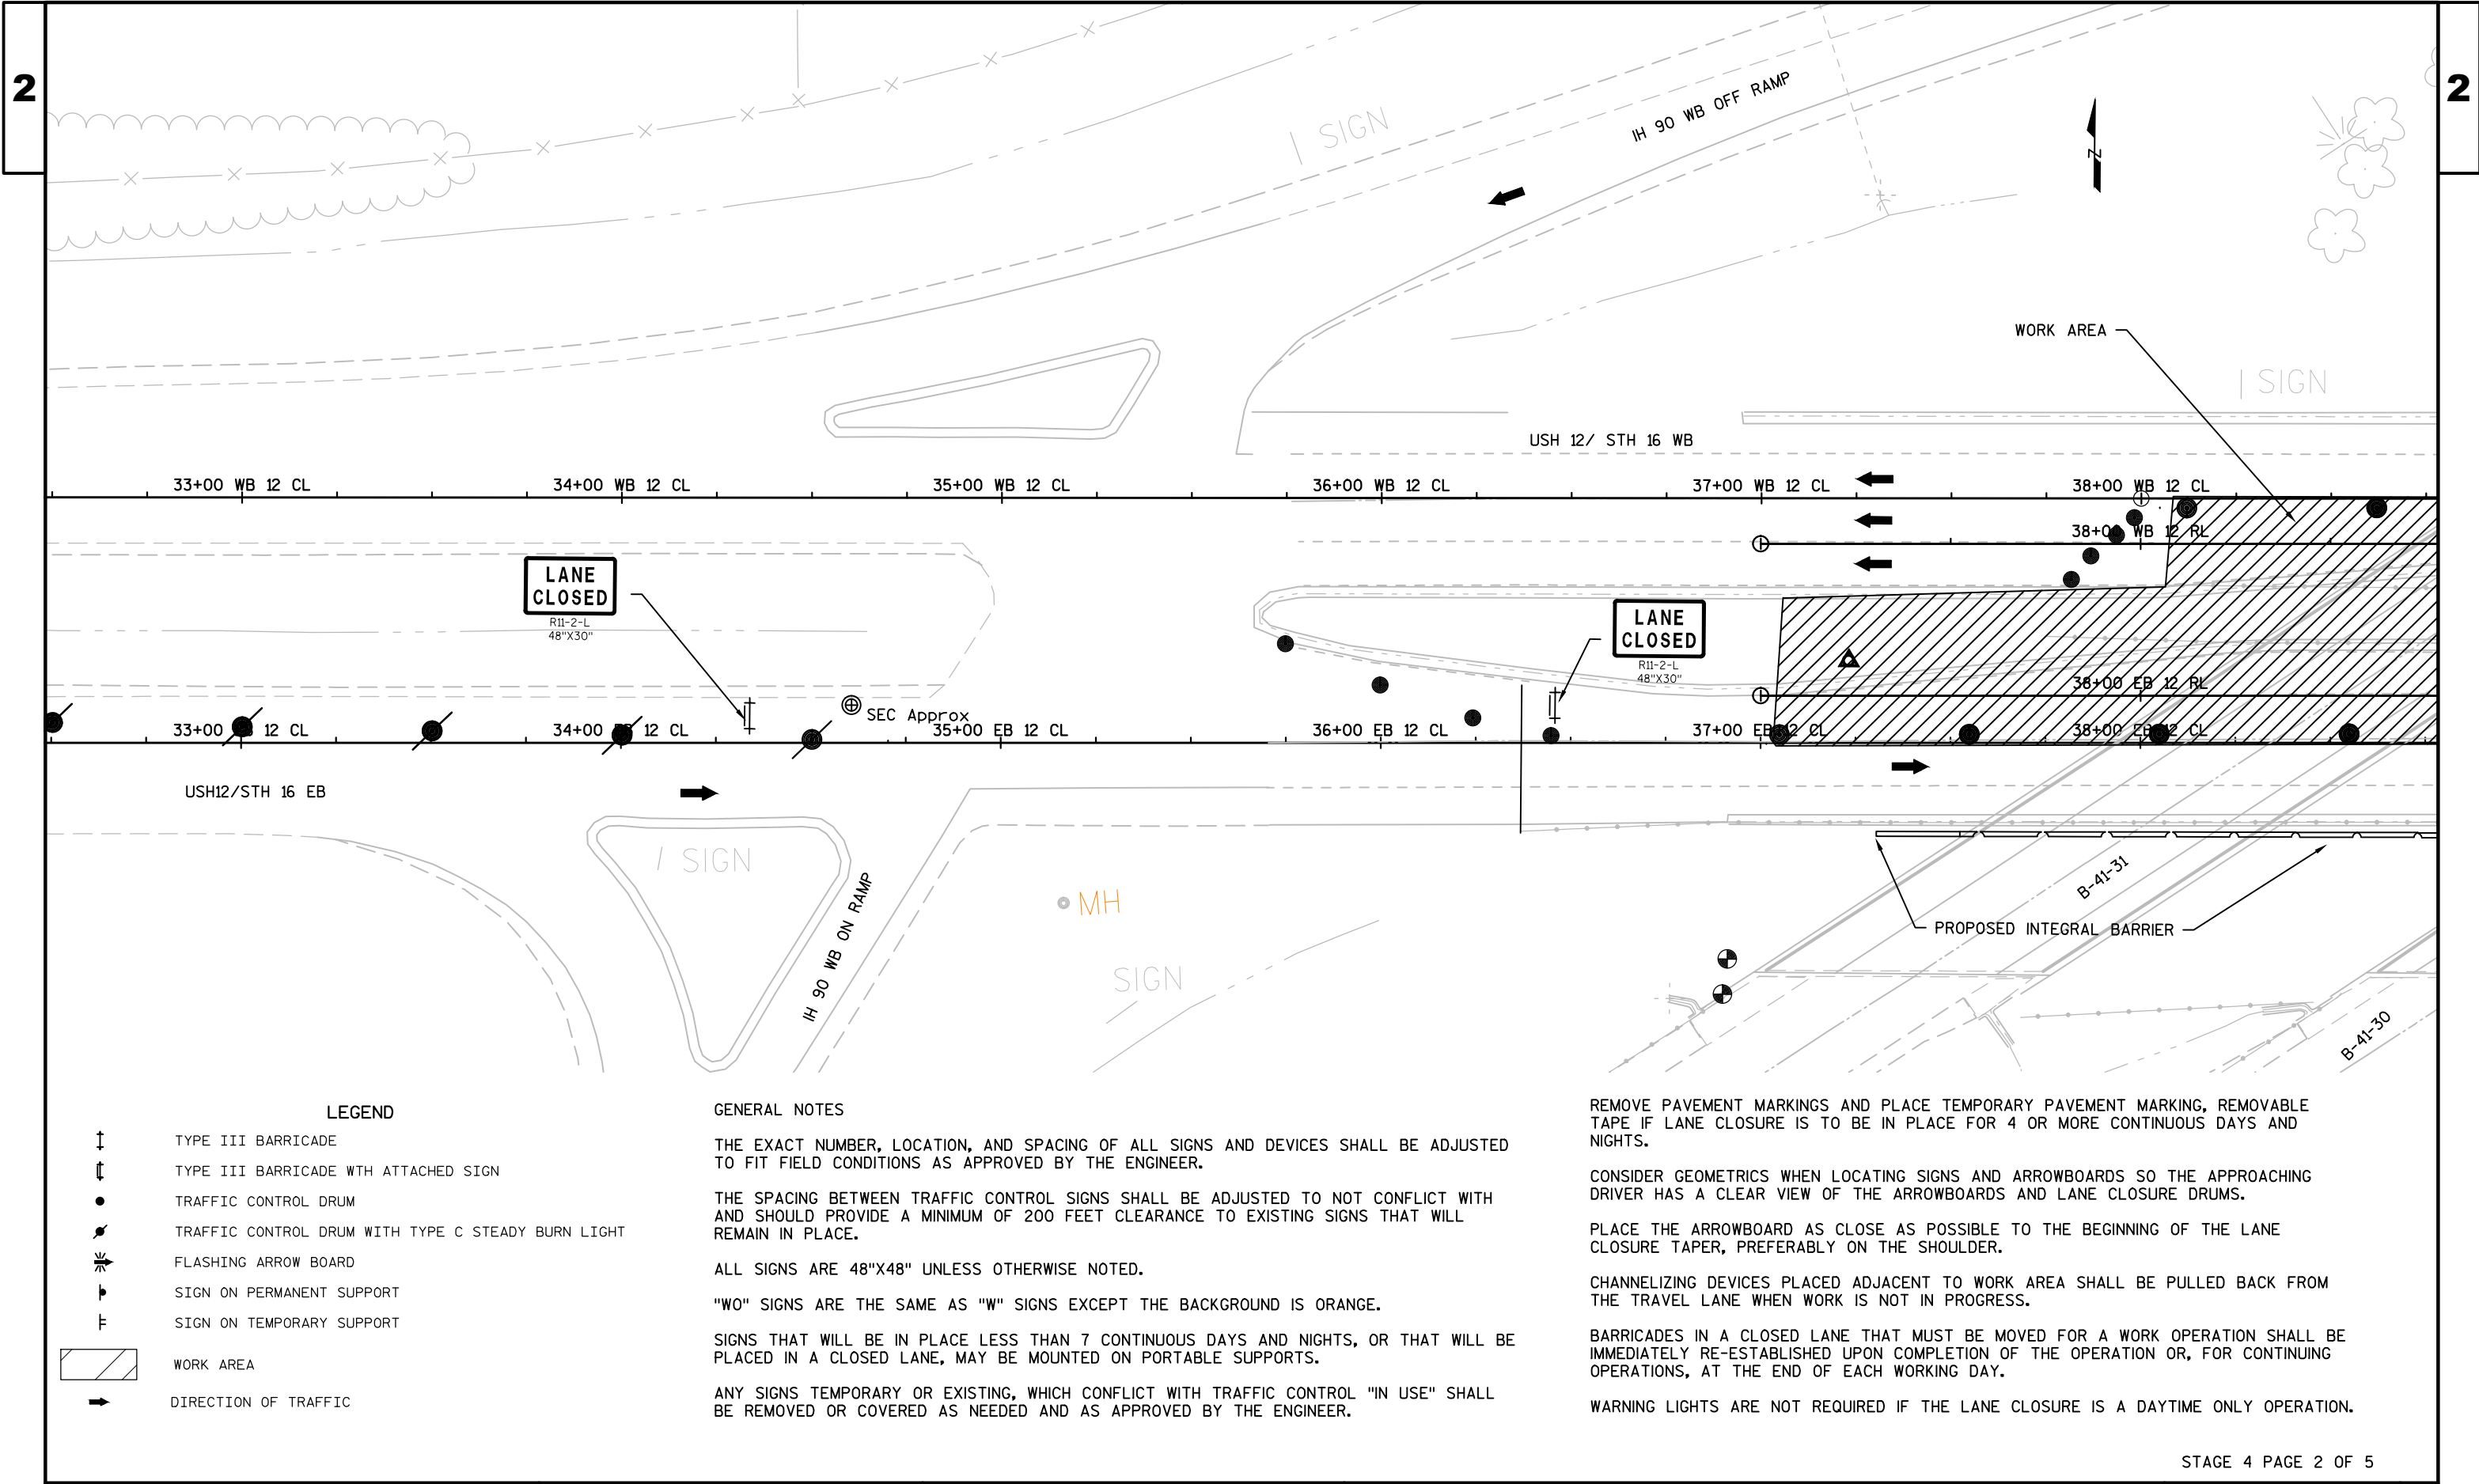 2
2
IH 90 WB OFF RAMP
SIGN
N
WORK AREA
SIGN
USH 12/ STH 16 WB
33+00 WB 12 CL
34+00 WB 12 CL
35+00 WB 12 CL
36+00 WB 12 CL
37+00 WB 12 CL
38+00 WB 12 CL
38+00 WB 12 RL
LANE
CLOSED
R11-2-L
48"X30"
LANE
CLOSED
R11-2-L
48"X30"
38+00 EB 12 RL
SEC Approx
33+00 EB 12 CL
34+00 EB 12 CL
35+00 EB 12 CL
36+00 EB 12 CL
37+00 EB 12 CL
38+00 EB 12 CL
USH12/STH 16 EB
SIGN
IH 90 WB ON RAMP
MH
SIGN
B-41-31
PROPOSED INTEGRAL BARRIER
B-41-30
LEGEND
TYPE III BARRICADE
TYPE III BARRICADE WTH ATTACHED SIGN
TRAFFIC CONTROL DRUM
TRAFFIC CONTROL DRUM WITH TYPE C STEADY BURN LIGHT
FLASHING ARROW BOARD
SIGN ON PERMANENT SUPPORT
SIGN ON TEMPORARY SUPPORT
WORK AREA
DIRECTION OF TRAFFIC
GENERAL NOTES
THE EXACT NUMBER, LOCATION, AND SPACING OF ALL SIGNS AND DEVICES SHALL BE ADJUSTED
TO FIT FIELD CONDITIONS AS APPROVED BY THE ENGINEER.
THE SPACING BETWEEN TRAFFIC CONTROL SIGNS SHALL BE ADJUSTED TO NOT CONFLICT WITH
AND SHOULD PROVIDE A MINIMUM OF 200 FEET CLEARANCE TO EXISTING SIGNS THAT WILL
REMAIN IN PLACE.
ALL SIGNS ARE 48"X48" UNLESS OTHERWISE NOTED.
"WO" SIGNS ARE THE SAME AS "W" SIGNS EXCEPT THE BACKGROUND IS ORANGE.
SIGNS THAT WILL BE IN PLACE LESS THAN 7 CONTINUOUS DAYS AND NIGHTS, OR THAT WILL BE
PLACED IN A CLOSED LANE, MAY BE MOUNTED ON PORTABLE SUPPORTS.
ANY SIGNS TEMPORARY OR EXISTING, WHICH CONFLICT WITH TRAFFIC CONTROL "IN USE" SHALL
BE REMOVED OR COVERED AS NEEDED AND AS APPROVED BY THE ENGINEER.
REMOVE PAVEMENT MARKINGS AND PLACE TEMPORARY PAVEMENT MARKING, REMOVABLE
TAPE IF LANE CLOSURE IS TO BE IN PLACE FOR 4 OR MORE CONTINUOUS DAYS AND
NIGHTS.
CONSIDER GEOMETRICS WHEN LOCATING SIGNS AND ARROWBOARDS SO THE APPROACHING
DRIVER HAS A CLEAR VIEW OF THE ARROWBOARDS AND LANE CLOSURE DRUMS.
PLACE THE ARROWBOARD AS CLOSE AS POSSIBLE TO THE BEGINNING OF THE LANE
CLOSURE TAPER, PREFERABLY ON THE SHOULDER.
CHANNELIZING DEVICES PLACED ADJACENT TO WORK AREA SHALL BE PULLED BACK FROM
THE TRAVEL LANE WHEN WORK IS NOT IN PROGRESS.
BARRICADES IN A CLOSED LANE THAT MUST BE MOVED FOR A WORK OPERATION SHALL BE
IMMEDIATELY RE-ESTABLISHED UPON COMPLETION OF THE OPERATION OR, FOR CONTINUING
OPERATIONS, AT THE END OF EACH WORKING DAY.
WARNING LIGHTS ARE NOT REQUIRED IF THE LANE CLOSURE IS A DAYTIME ONLY OPERATION.
STAGE 4 PAGE 2 OF 5